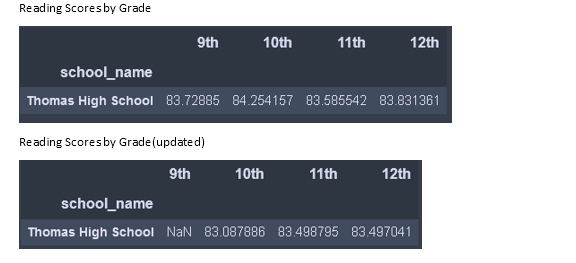 Reading Scores by Grade
9th 10th 11th 12th
school_name
Thomas High School 83.72885 84.254157 83.585542 83.831361
Reading Scores by Grade(updated)
9th 10th 11th 12th
school_name
Thomas High School NaN 83.087886 83.498795 83.497041